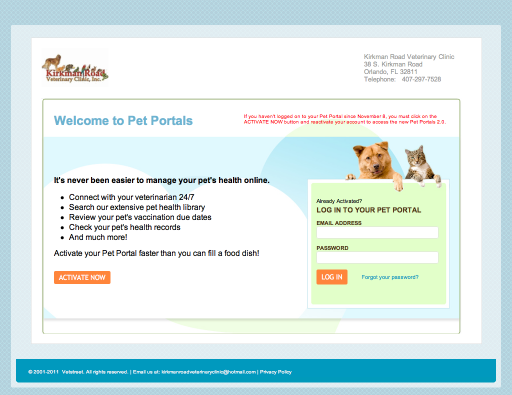 Kirkman Road
Veterinary Clinic, Inc.
Kirkman Road Veterinary Clinic
38 S. Kirkman Road
Orlando, FL 32811
Telephone: 407-297-7528
Welcome to Pet Portals
If you haven't logged on to your Pet Portal since November 8, you must click on the
ACTIVATE NOW button and reactivate your account to access the new Pet Portals 2.0.
It's never been easier to manage your pet's health online.
• Connect with your veterinarian 24/7
• Search our extensive pet health library
• Review your pet's vaccination due dates
• Check your pet's health records
• And much more!
Activate your Pet Portal faster than you can fill a food dish!
ACTIVATE NOW
Already Activated?
LOG IN TO YOUR PET PORTAL
EMAIL ADDRESS
PASSWORD
LOG IN
Forgot your password?
© 2001-2011 Vetstreet. All rights reserved. | Email us at: kirkmanroadveterinaryclinic@hotmail.com | Privacy Policy